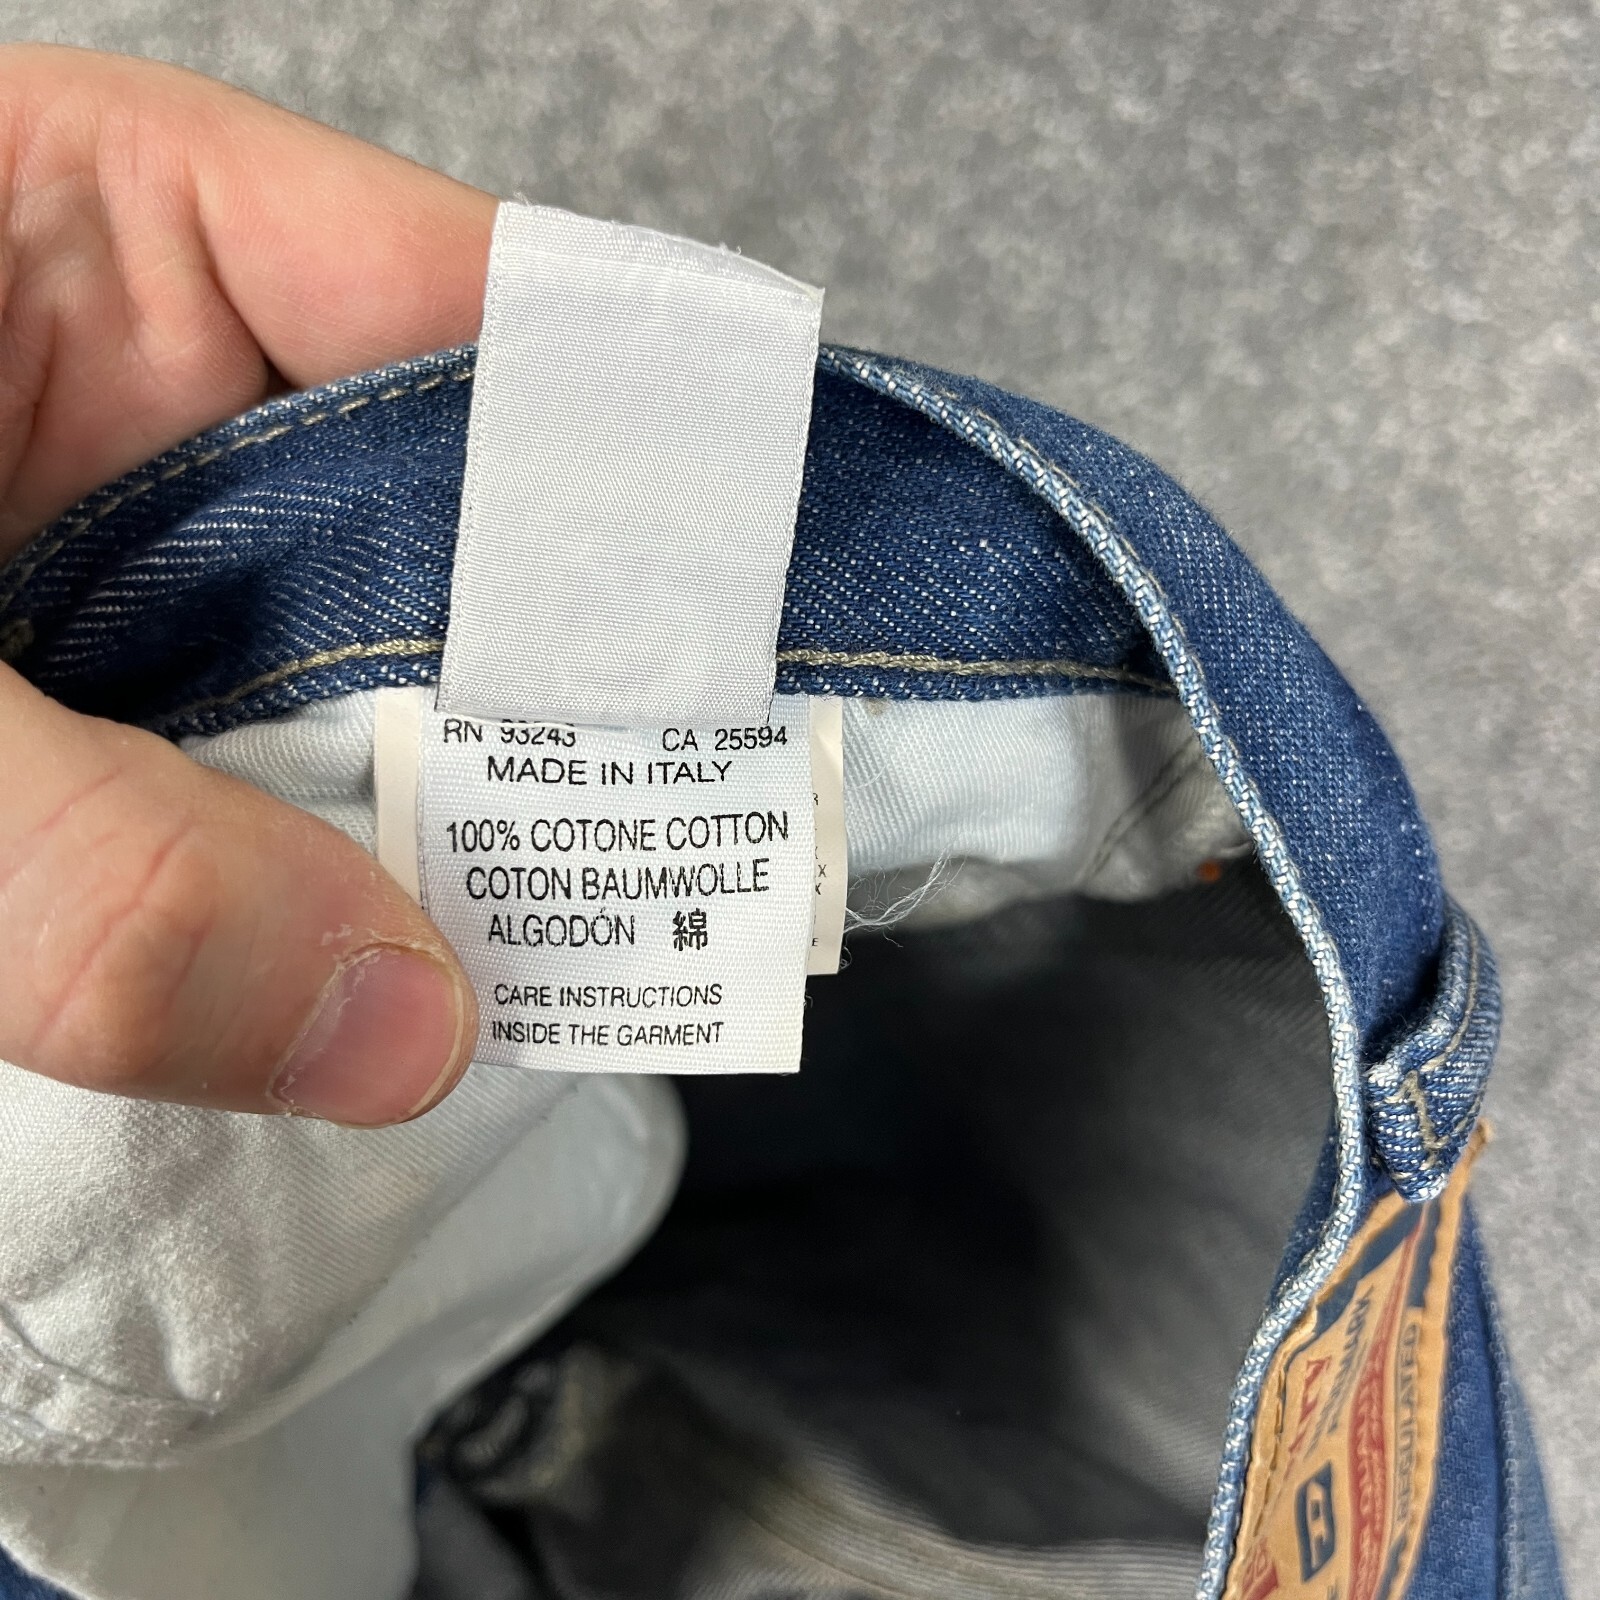 RN 93243 CA 25594
MADE IN ITALY
100% COTONE COTTON
COTON BAUMWOLLE
ALGODÓN 綿
CARE INSTRUCTIONS
INSIDE THE GARMENT
R
X
X
E
REGULATED
D